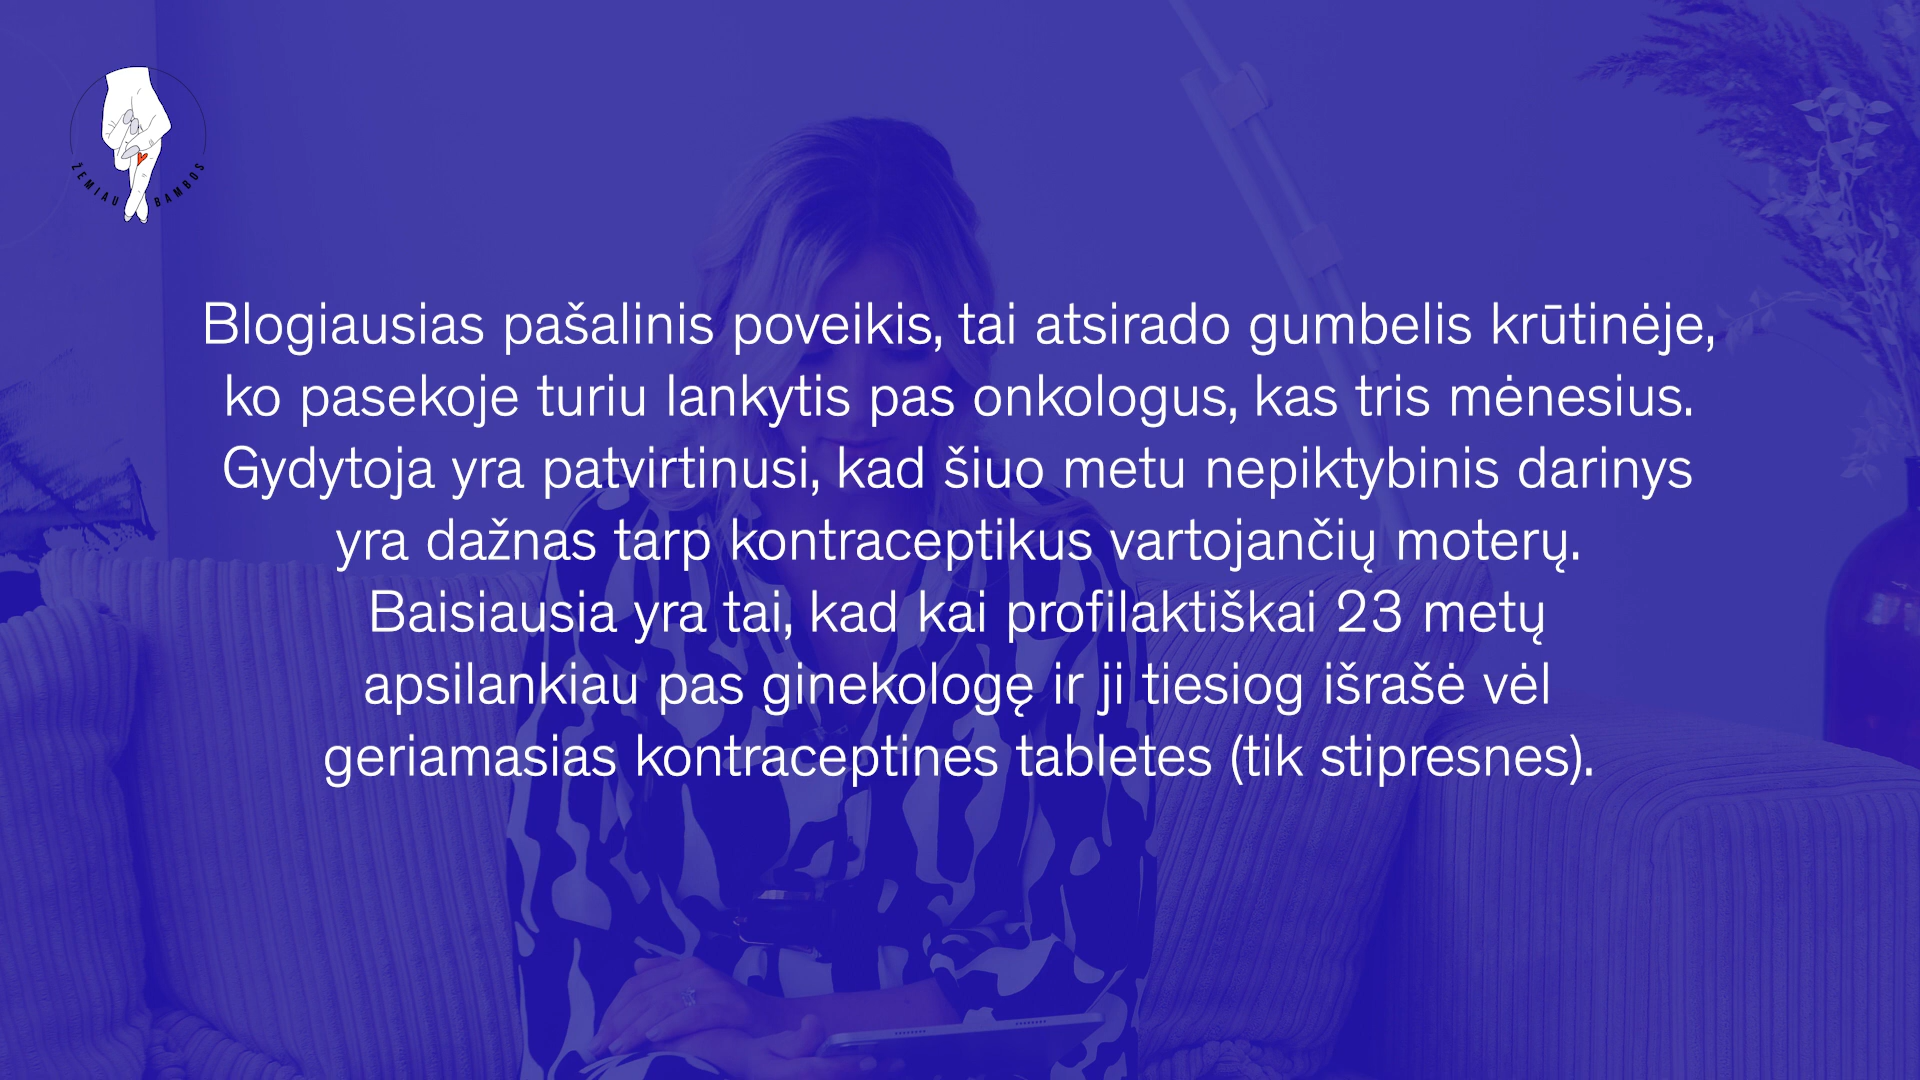 ŽEMIAU BAMBOS
Blogiausias pašalinis poveikis, tai atsirado gumbelis krūtinėje,
ko pasekoje turiu lankytis pas onkologus, kas tris mėnesius.
Gydytoja yra patvirtinusi, kad šiuo metu nepiktybinis darinys
yra dažnas tarp kontraceptikus vartojančių moterų.
Baisiausia yra tai, kad kai profilaktiškai 23 metų
apsilankiau pas ginekologę ir ji tiesiog išrašė vėl
geriamasias kontraceptines tabletes (tik stipresnes).